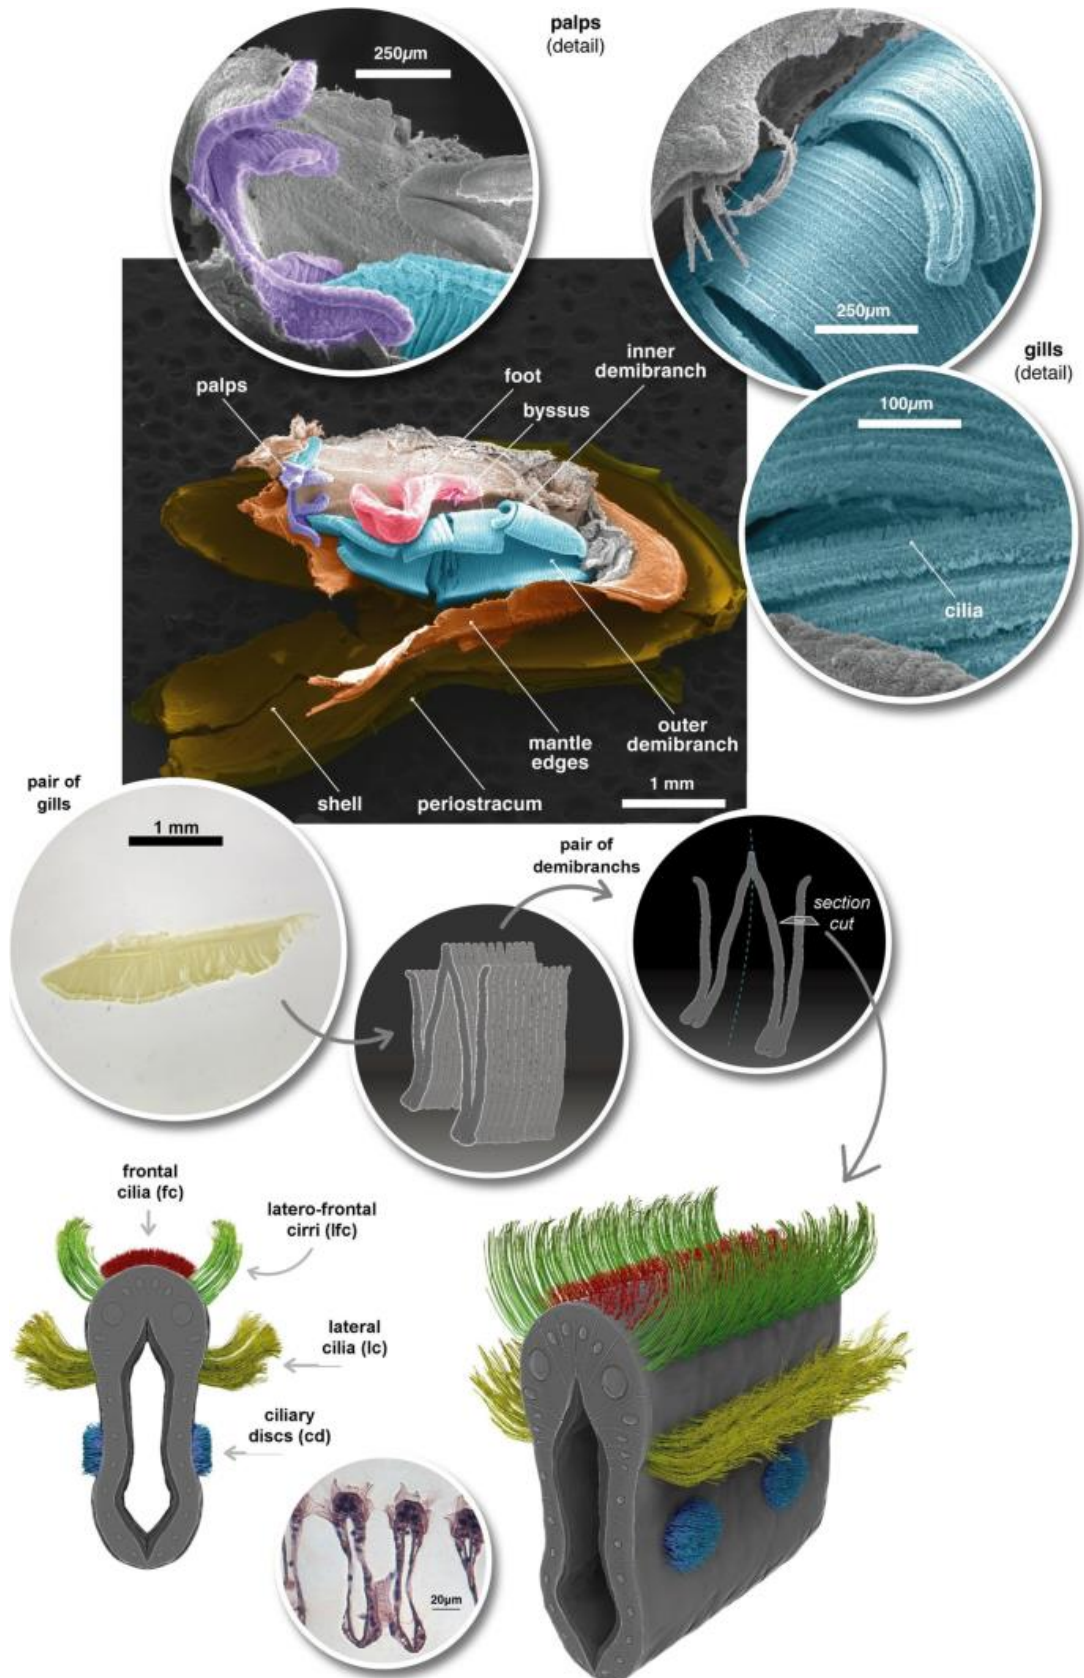 palps
(detail)
250µm
250µm
gills
(detail)
100µm
cilia
inner
demibranch
foot
palps
byssus
outer
demibranch
mantle
edges
1 mm
shell
periostracum
pair of
gills
1 mm
pair of
demibranchs
section
cut
frontal
cilia (fc)
latero-frontal
cirri (lfc)
lateral
cilia (lc)
ciliary
discs (cd)
20µm